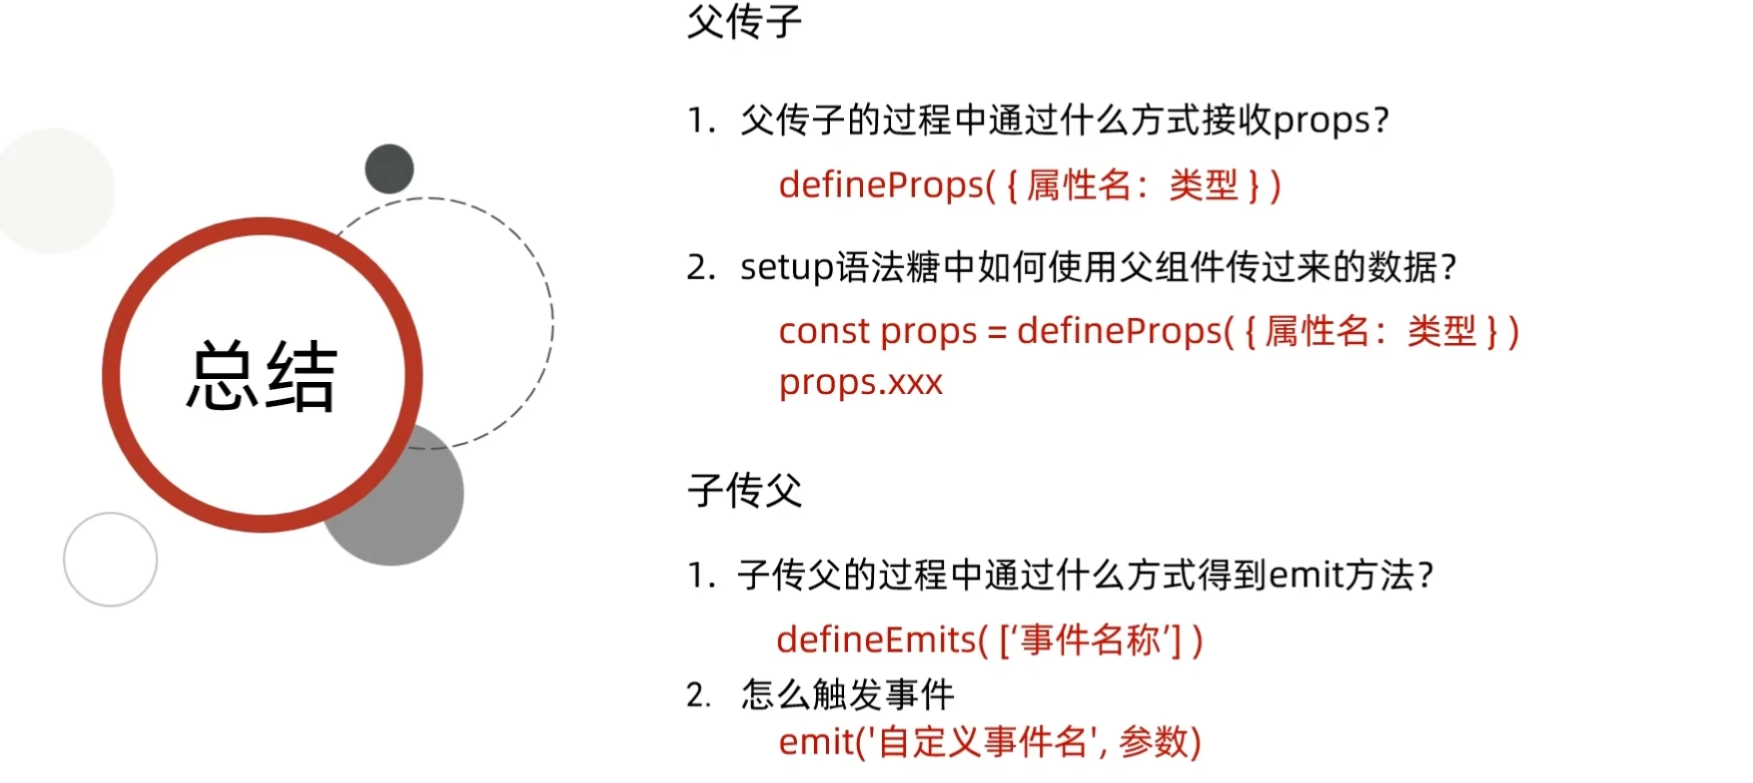 总结
父传子
1. 父传子的过程中通过什么方式接收props？
defineProps( { 属性名：类型 } )
2. setup语法糖中如何使用父组件传过来的数据？
const props = defineProps( { 属性名：类型 } )
props.xxx
子传父
1. 子传父的过程中通过什么方式得到emit方法？
defineEmits( [‘事件名称’] )
2. 怎么触发事件
emit('自定义事件名', 参数)